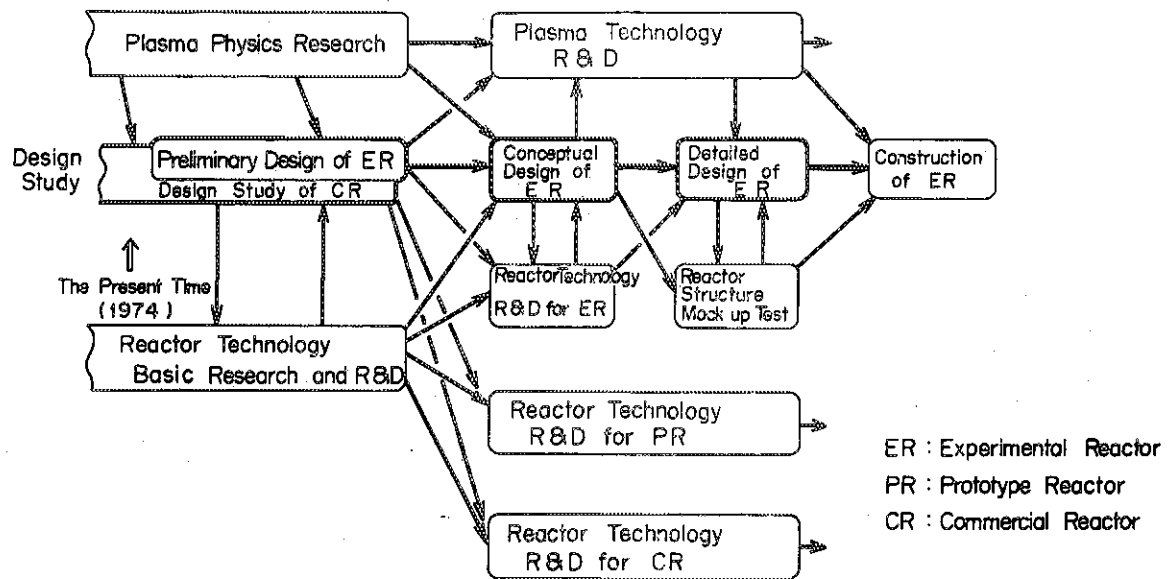 Plasma Physics Research
Plasma Technology
R & D
Design
Study
Preliminary Design of ER
Design Study of CR
Conceptual
Design of
E R
Detailed
Design of
E R
Construction
of ER
The Present Time
(1974)
Reactor Technology
R&D for ER
Reactor
Structure
Mock up Test
Reactor Technology
Basic Research and R&D
Reactor Technology
R&D for PR
Reactor Technology
R&D for CR
ER : Experimental Reactor
PR : Prototype Reactor
CR : Commercial Reactor